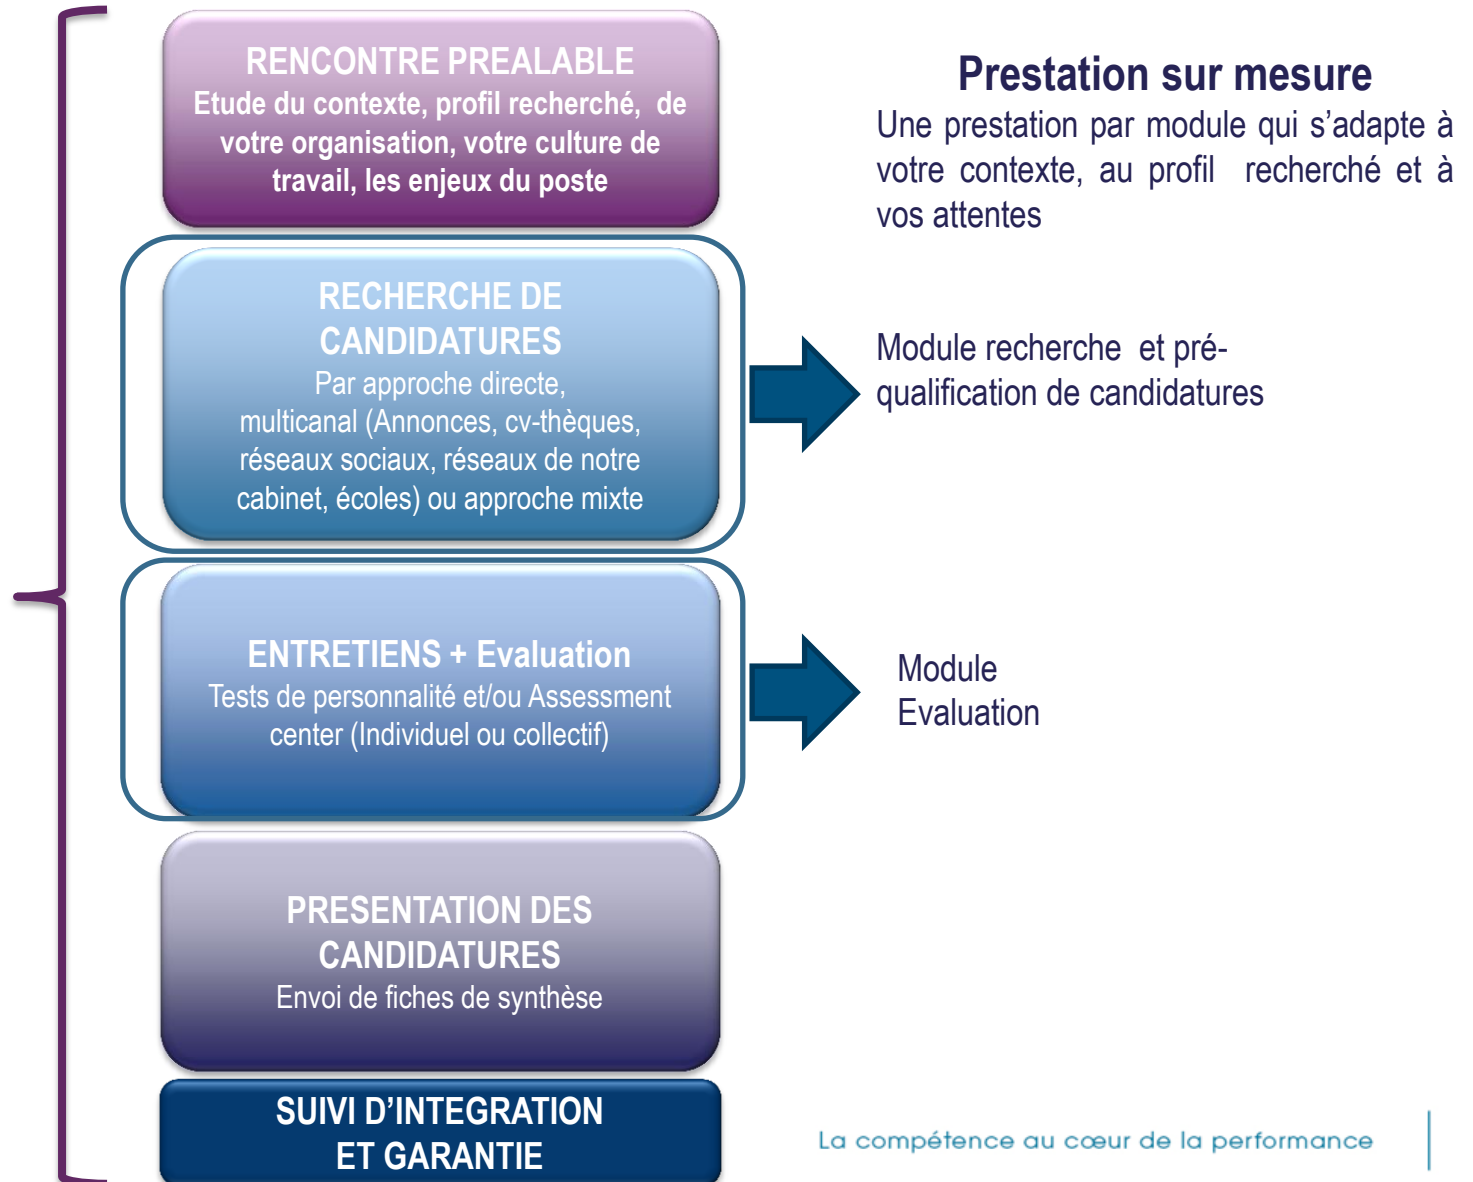 RENCONTRE PREALABLE
Etude du contexte, profil recherché, de
votre organisation, votre culture de
travail, les enjeux du poste
Prestation sur mesure
Une prestation par module qui s’adapte à
votre contexte, au profil recherché et à
vos attentes
RECHERCHE DE
CANDIDATURES
Par approche directe,
multicanal (Annonces, cv-thèques,
réseaux sociaux, réseaux de notre
cabinet, écoles) ou approche mixte
Module recherche et pré-
qualification de candidatures
ENTRETIENS + Evaluation
Tests de personnalité et/ou Assessment
center (Individuel ou collectif)
Module
Evaluation
PRESENTATION DES
CANDIDATURES
Envoi de fiches de synthèse
SUIVI D’INTEGRATION
ET GARANTIE
La compétence au cœur de la performance